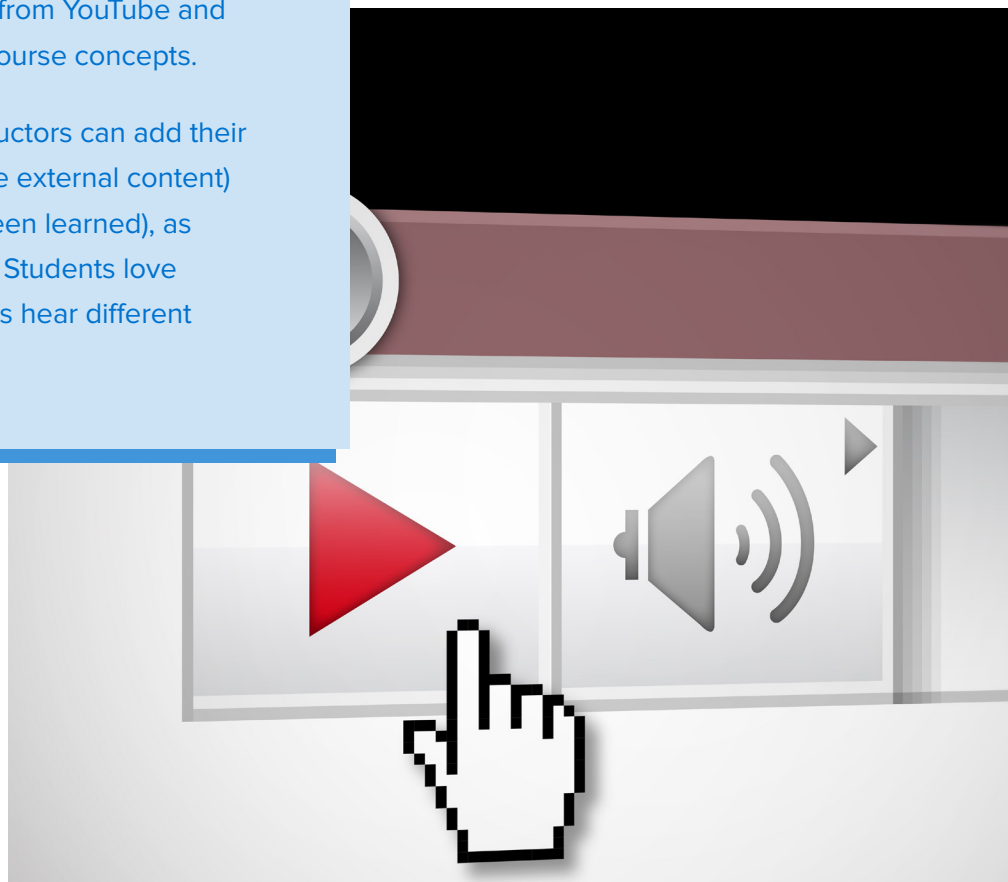 from YouTube and
ourse concepts.
uctors can add their
e external content)
een learned), as
Students love
s hear different